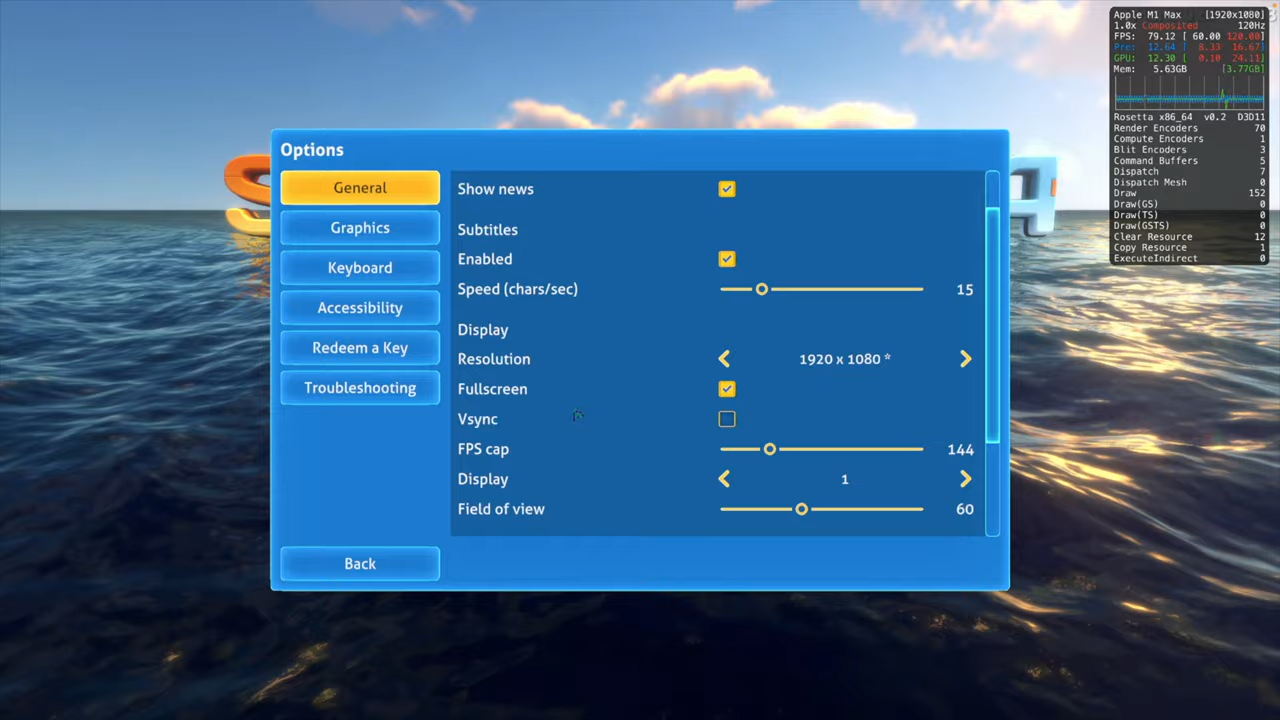 Options
General
Graphics
Keyboard
Accessibility
Redeem a Key
Troubleshooting
Back
Show news
Subtitles
Enabled
Speed (chars/sec) 15
Display
Resolution 1920 x 1080 *
Fullscreen
Vsync
FPS cap 144
Display 1
Field of view 60
Apple M1 Max [1920x1080]
1.0x Composited 120Hz
FPS: 79.12 [ 60.00 120.00]
Pre: 12.64 [ 8.33 16.67]
GPU: 12.30 [ 0.10 24.11]
Mem: 5.63GB [3.77GB]
Rosetta x86_64 v0.2 D3D11
Render Encoders 70
Compute Encoders 1
Blit Encoders 3
Command Buffers 5
Dispatch 7
Dispatch Mesh 0
Draw 152
Draw(GS) 0
Draw(TS) 0
Draw(GSTS) 0
Clear Resource 12
Copy Resource 1
ExecuteIndirect 0